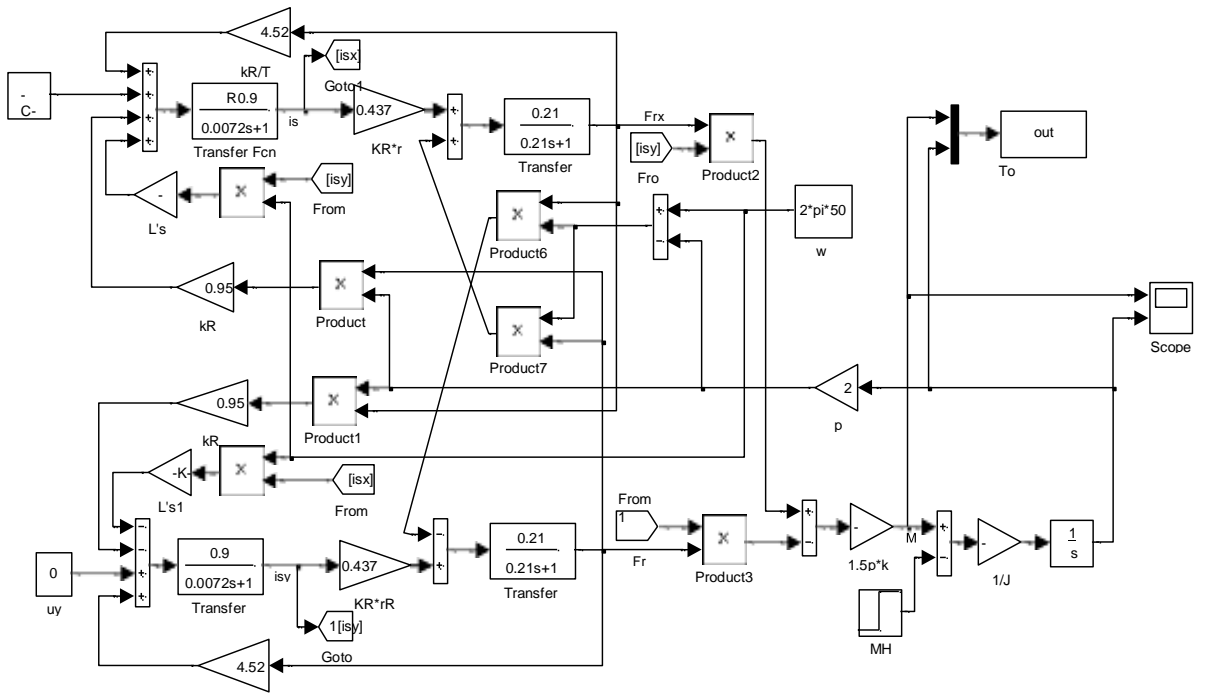 4.52
[isx]
kR/T
Goto1
-
C-
R0.9
0.0072s+1
is
0.437
0.21
0.21s+1
Frx
Transfer Fcn
KR*r
Transfer
[isy]
Fro
x
Product2
out
To
-
L's
x
[isy]
From
x
Product6
2*pi*50
w
0.95
kR
x
Product
x
Product7
Scope
0.95
kR
x
Product1
2
p
-K-
L's1
x
[isx]
From
From
1
Fr
x
Product3
-
1.5p*k
M
-
1/J
1
s
0
uy
0.9
0.0072s+1
Transfer
isy
0.437
KR*rR
0.21
0.21s+1
Transfer
1[isy]
Goto
MH
4.52